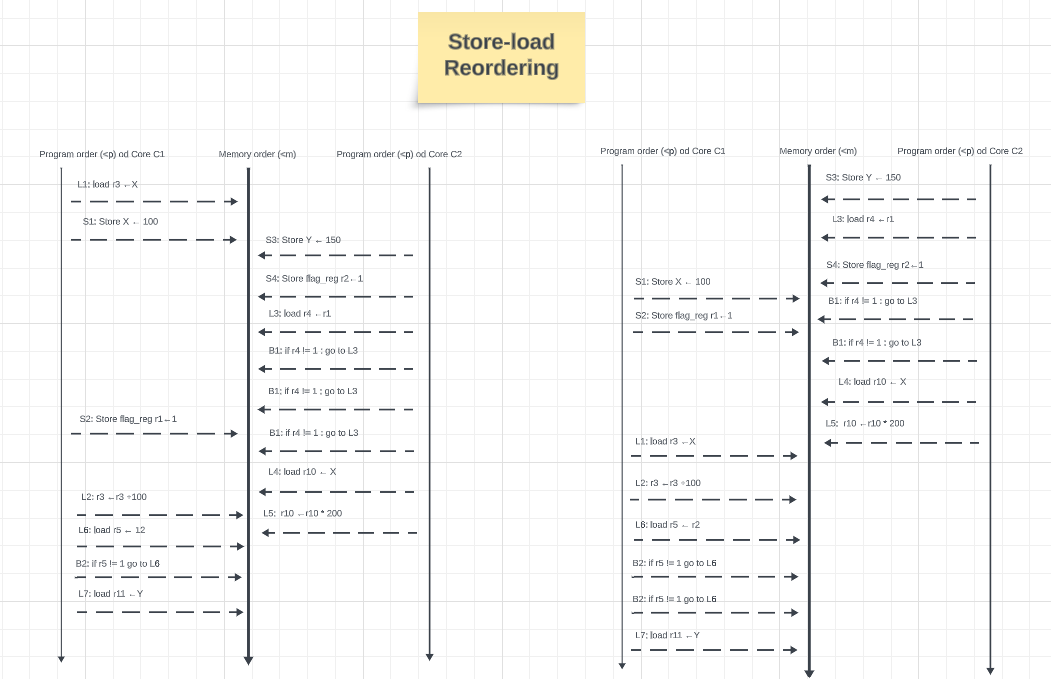 Store-load
Reordering
Program order (<p) od Core C1
Memory order (<m)
Program order (<p) od Core C2
L1: load r3 ←X
S1: Store X ← 100
S3: Store Y ← 150
S4: Store flag_reg r2←1
L3: load r4 ←r1
B1: if r4 != 1 : go to L3
B1: if r4 != 1 : go to L3
S2: Store flag_reg r1←1
B1: if r4 != 1 : go to L3
L4: load r10 ← X
L2: r3 ←r3 +100
L5: r10 ←r10 * 200
L6: load r5 ← 12
B2: if r5 != 1 go to L6
L7: load r11 ←Y
Program order (<p) od Core C1
Memory order (<m)
Program order (<p) od Core C2
S3: Store Y ← 150
L3: load r4 ←r1
S4: Store flag_reg r2←1
S1: Store X ← 100
B1: if r4 != 1 : go to L3
S2: Store flag_reg r1←1
B1: if r4 != 1 : go to L3
L4: load r10 ← X
L5: r10 ←r10 * 200
L1: load r3 ←X
L2: r3 ←r3 +100
L6: load r5 ← r2
B2: if r5 != 1 go to L6
B2: if r5 != 1 go to L6
L7: load r11 ←Y